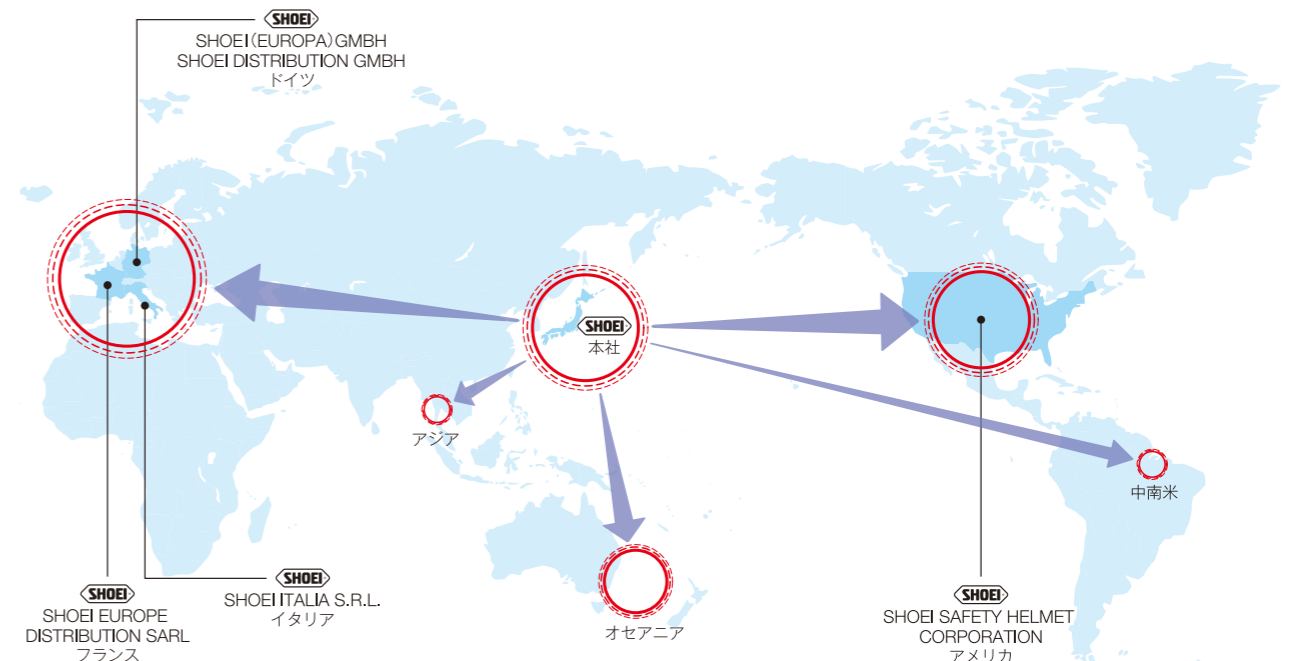 SHOEI
SHOEI(EUROPA)GMBH
SHOEI DISTRIBUTION GMBH
ドイツ
SHOEI
本社
アジア
中南米
オセアニア
SHOEI
SHOEI EUROPE
DISTRIBUTION SARL
フランス
SHOEI
SHOEI ITALIA S.R.L.
イタリア
SHOEI
SHOEI SAFETY HELMET
CORPORATION
アメリカ